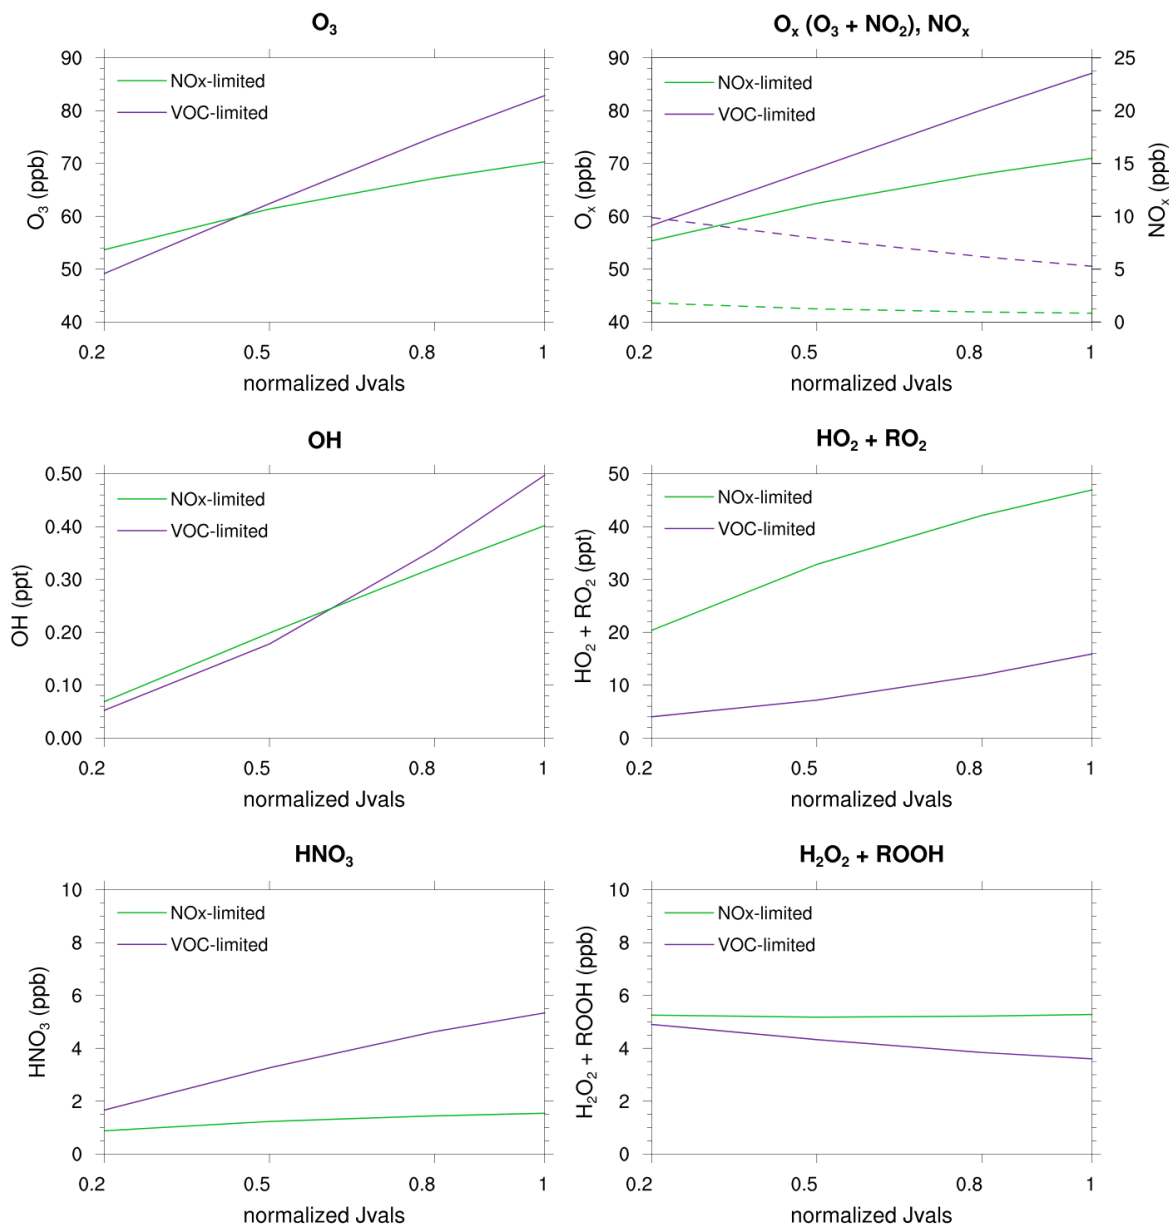 O₃
90
80
70
60
50
40
O₃ (ppb)
NOx-limited
VOC-limited
0.2 0.5 0.8 1
normalized Jvals
Oₓ (O₃ + NO₂), NOₓ
90
80
70
60
50
40
Oₓ (ppb)
NOx-limited
VOC-limited
25
20
15
10
5
0
NOₓ (ppb)
0.2 0.5 0.8 1
normalized Jvals
OH
0.50
0.40
0.30
0.20
0.10
0.00
OH (ppt)
NOx-limited
VOC-limited
0.2 0.5 0.8 1
normalized Jvals
HO₂ + RO₂
50
40
30
20
10
0
HO₂ + RO₂ (ppt)
NOx-limited
VOC-limited
0.2 0.5 0.8 1
normalized Jvals
HNO₃
10
8
6
4
2
0
HNO₃ (ppb)
NOx-limited
VOC-limited
0.2 0.5 0.8 1
normalized Jvals
H₂O₂ + ROOH
10
8
6
4
2
0
H₂O₂ + ROOH (ppb)
NOx-limited
VOC-limited
0.2 0.5 0.8 1
normalized Jvals